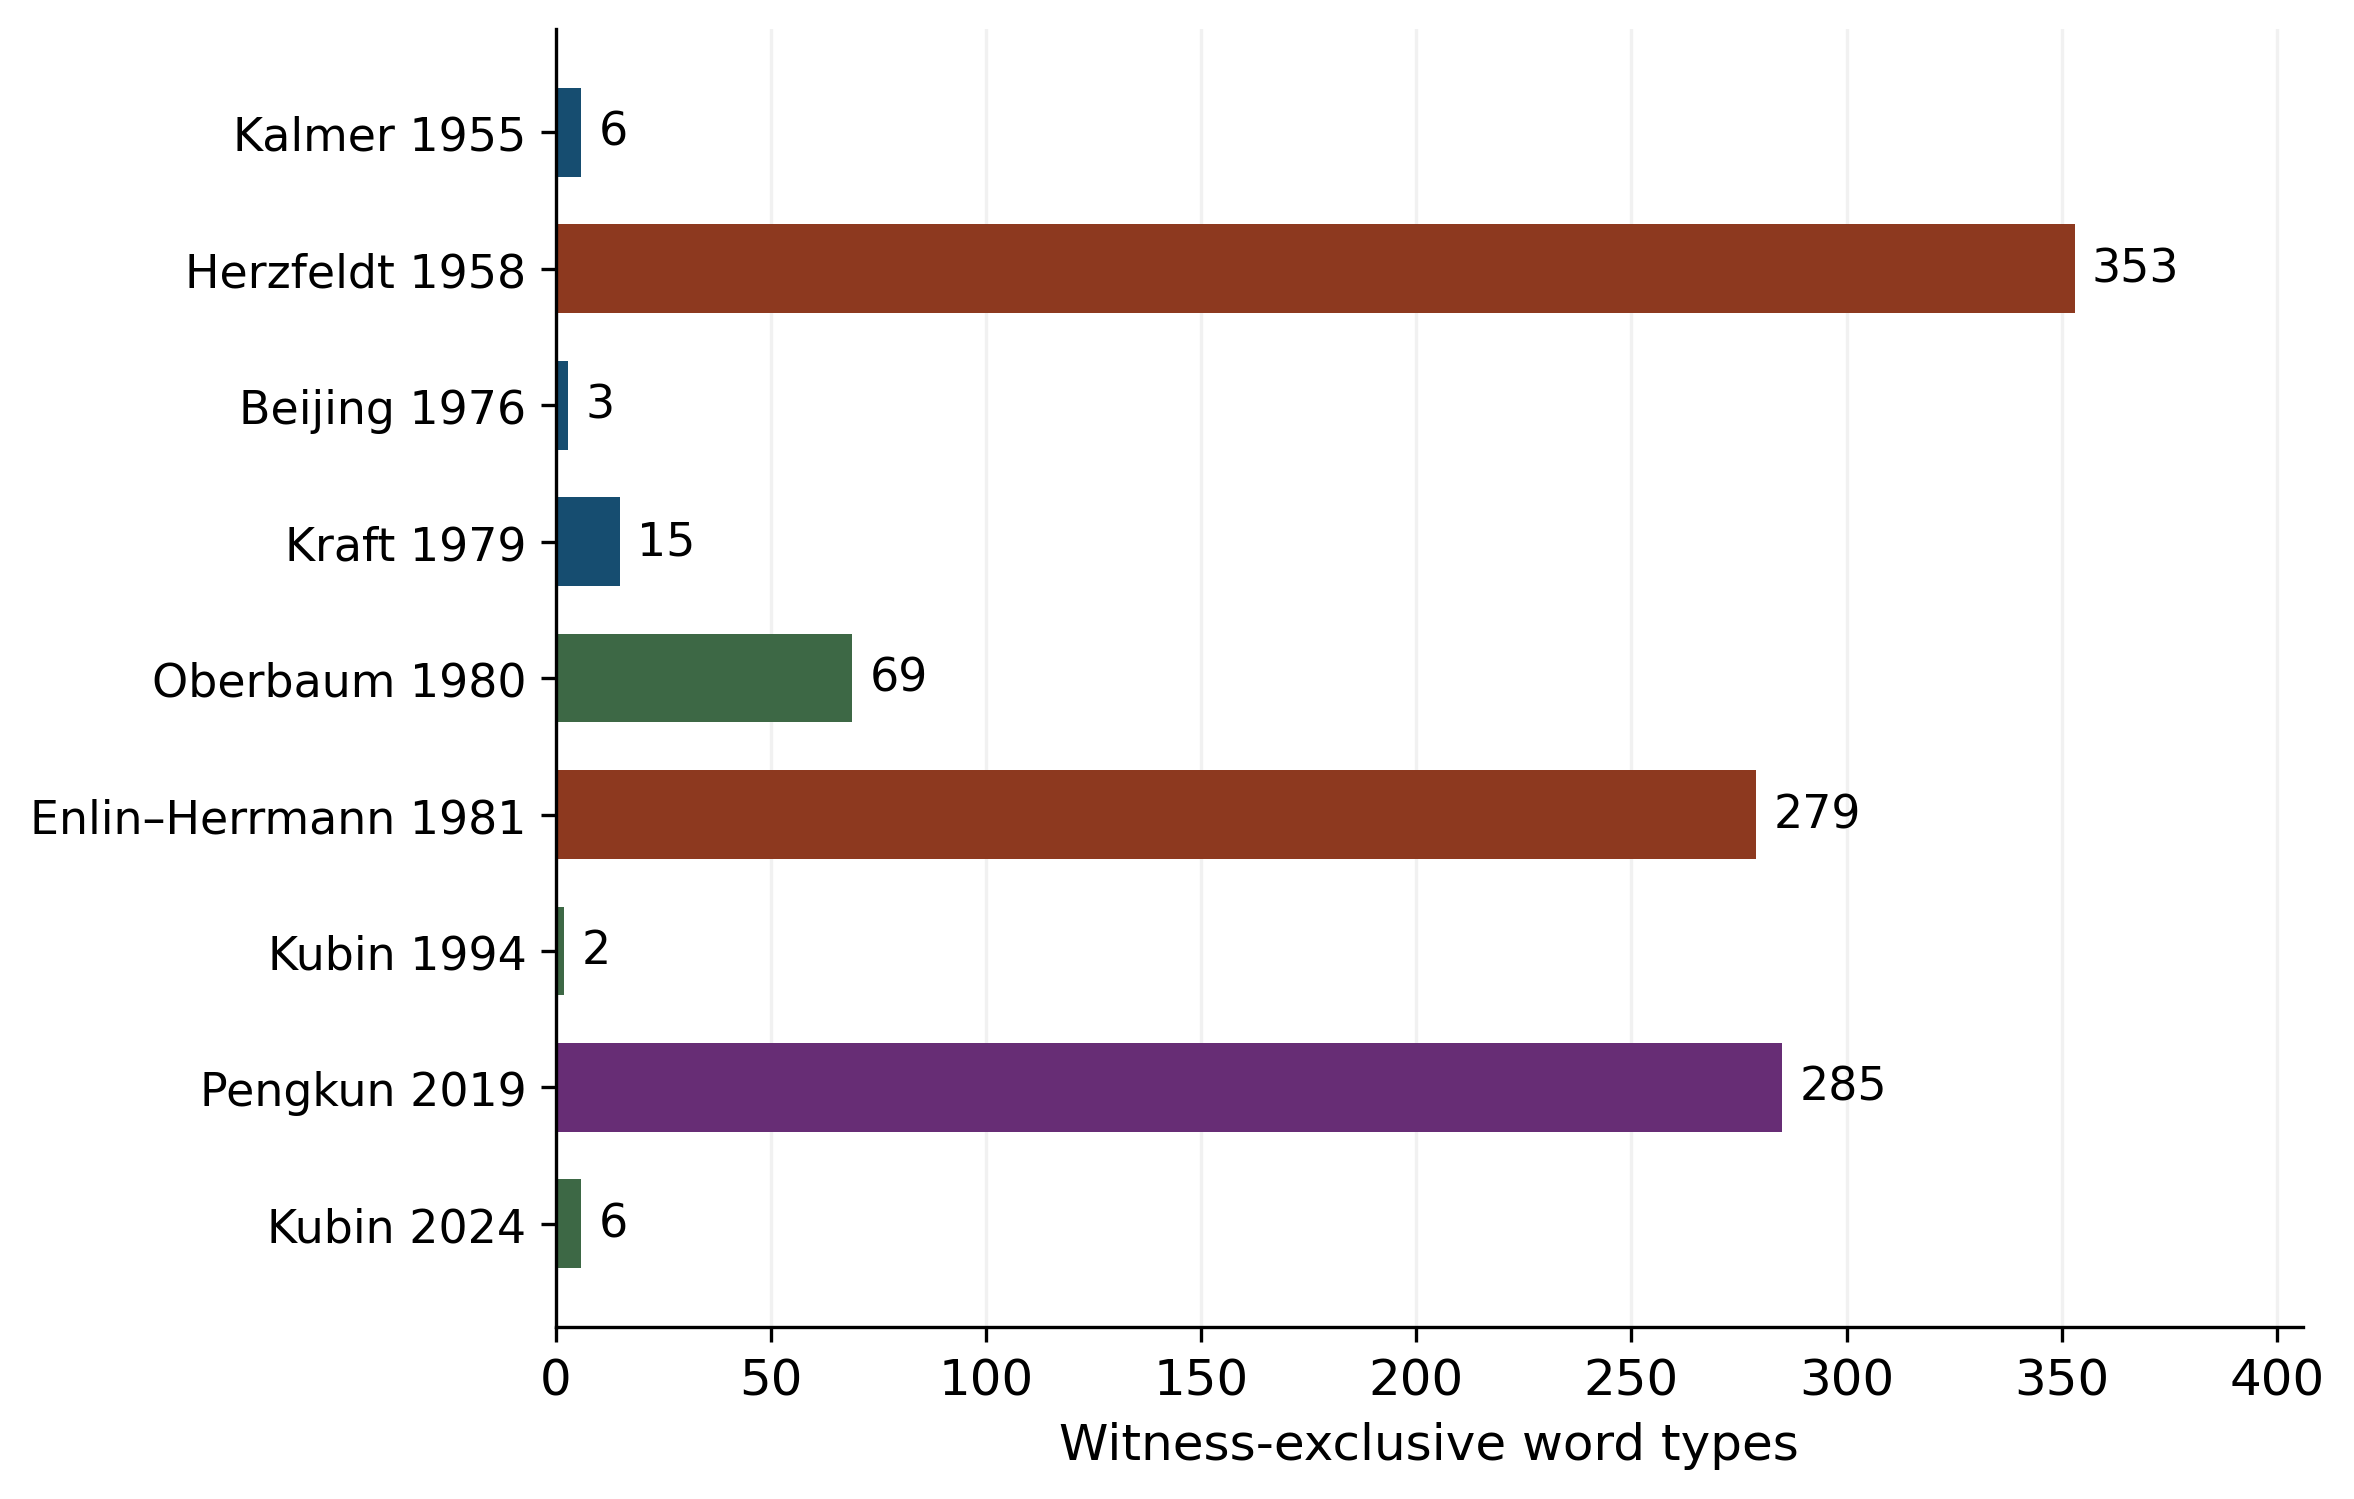 Kalmer 1955 6
Herzfeldt 1958 353
Beijing 1976 3
Kraft 1979 15
Oberbaum 1980 69
Enlin–Herrmann 1981 279
Kubin 1994 2
Pengkun 2019 285
Kubin 2024 6
0 50 100 150 200 250 300 350 400
Witness-exclusive word types